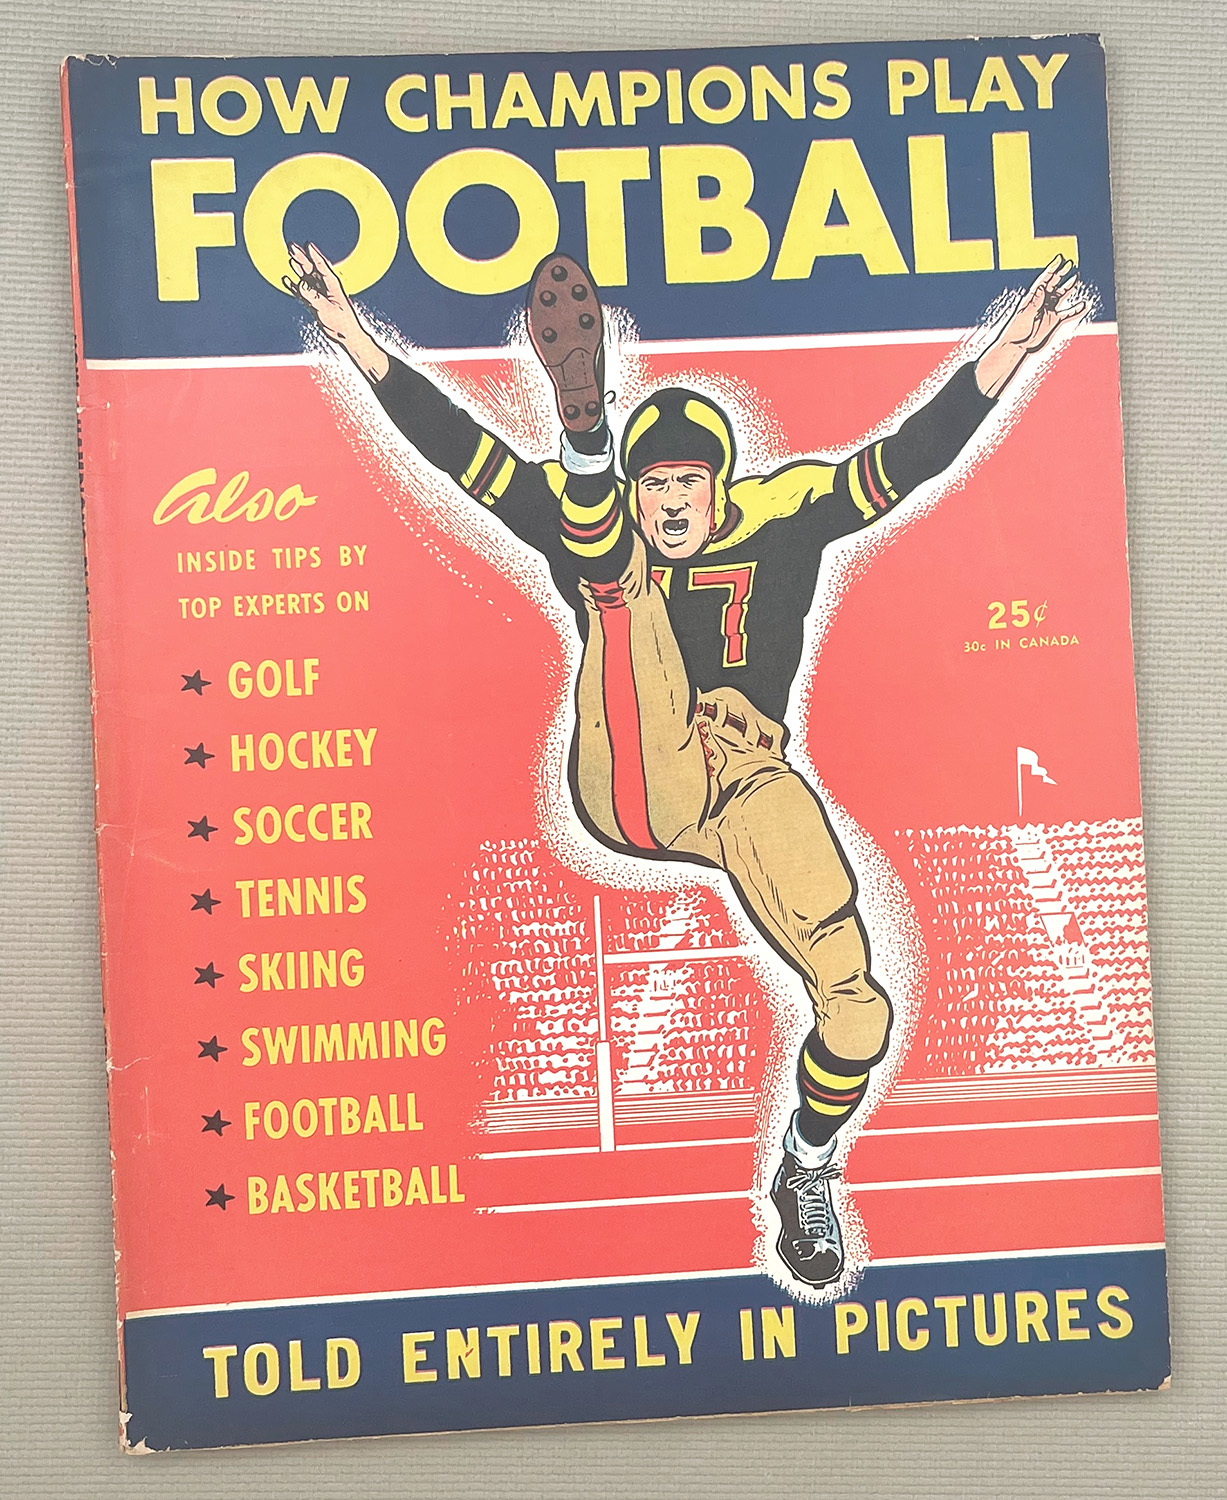 HOW CHAMPIONS PLAY
FOOTBALL
Also
INSIDE TIPS BY
TOP EXPERTS ON
★ GOLF
★ HOCKEY
★ SOCCER
★ TENNIS
★ SKIING
★ SWIMMING
★ FOOTBALL
★ BASKETBALL
17
25¢
30c IN CANADA
TOLD ENTIRELY IN PICTURES